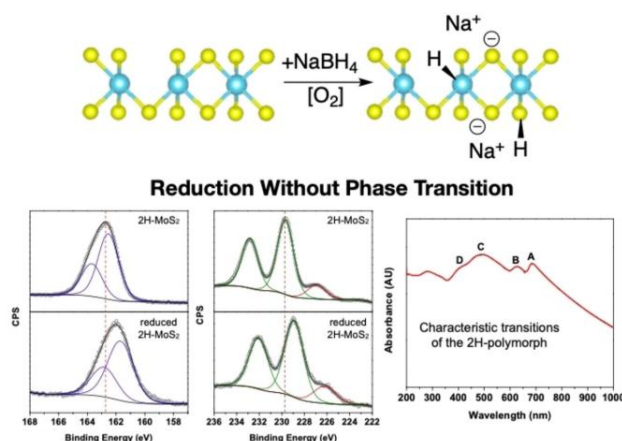 Na⁺
⊖
+NaBH₄
H
[O₂]
⊖
Na⁺
H
Reduction Without Phase Transition
2H-MoS₂
2H-MoS₂
CPS
CPS
reduced
2H-MoS₂
reduced
2H-MoS₂
168 166 164 162 160 158
Binding Energy (eV)
236 234 232 230 228 226 224 222
Binding Energy (eV)
Absorbance (AU)
D C B A
Characteristic transitions
of the 2H-polymorph
200 300 400 500 600 700 800 900 1000
Wavelength (nm)